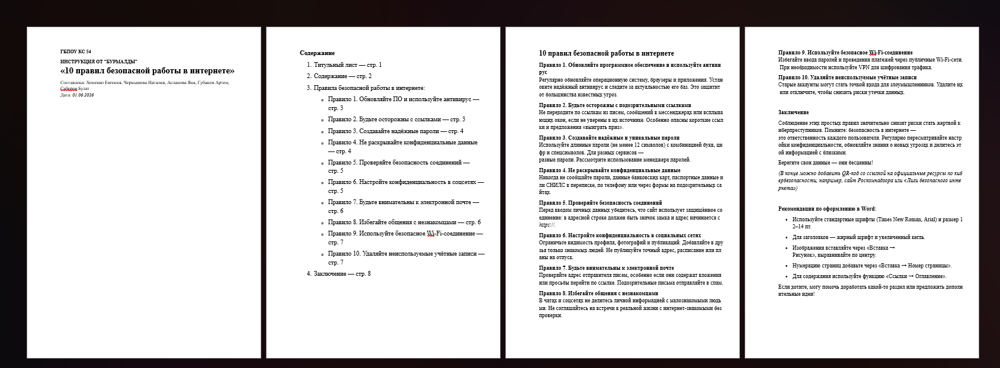 ГБПОУ КС 54
ИНСТРУКЦИЯ ОТ "БУРМАЛДЫ"
«10 правил безопасной работы в интернете»
Составлена: Хоменко Евгения, Чернышева Наталия, Асланова Яна, Губанов Артем,
Саберов Булат
Дата: 01.06.2026
Содержание
1. Титульный лист — стр. 1
2. Содержание — стр. 2
3. Правила безопасной работы в интернете:
o Правило 1. Обновляйте ПО и используйте антивирус —
стр. 3
o Правило 2. Будьте осторожны с ссылками — стр. 3
o Правило 3. Создавайте надёжные пароли — стр. 4
o Правило 4. Не раскрывайте конфиденциальные данные
— стр. 4
o Правило 5. Проверяйте безопасность соединений —
стр. 5
o Правило 6. Настройте конфиденциальность в соцсетях —
стр. 5
o Правило 7. Будьте внимательны к электронной почте —
стр. 6
o Правило 8. Избегайте общения с незнакомцами — стр. 6
o Правило 9. Используйте безопасное Wi-Fi-соединение —
стр. 7
o Правило 10. Удаляйте неиспользуемые учётные записи —
стр. 7
4. Заключение — стр. 8
10 правил безопасной работы в интернете
Правило 1. Обновляйте программное обеспечение и используйте антиви
рус
Регулярно обновляйте операционную систему, браузеры и приложения. Устан
овите надёжный антивирус и следите за актуальностью его баз. Это защитит
от большинства известных угроз.
Правило 2. Будьте осторожны с подозрительными ссылками
Не переходите по ссылкам из писем, сообщений в мессенджерах или всплыва
ющих окон, если не уверены в их источнике. Особенно опасны короткие ссыл
ки и предложения «выиграть приз».
Правило 3. Создавайте надёжные и уникальные пароли
Используйте длинные пароли (не менее 12 символов) с комбинацией букв, ци
фр и спецсимволов. Для разных сервисов —
разные пароли. Рассмотрите использование менеджера паролей.
Правило 4. Не раскрывайте конфиденциальные данные
Никогда не сообщайте пароли, данные банковских карт, паспортные данные и
ли СНИЛС в переписке, по телефону или через формы на подозрительных са
йтах.
Правило 5. Проверяйте безопасность соединений
Перед вводом личных данных убедитесь, что сайт использует защищённое со
единение: в адресной строке должен быть значок замка и адрес начинается с
https://.
Правило 6. Настройте конфиденциальность в социальных сетях
Ограничьте видимость профиля, фотографий и публикаций. Добавляйте в дру
зья только знакомых людей. Не публикуйте точный адрес, расписание или пл
аны на отпуск.
Правило 7. Будьте внимательны к электронной почте
Проверяйте адрес отправителя писем, особенно если они содержат вложения
или просьбы перейти по ссылке. Подозрительные письма отправляйте в спам.
Правило 8. Избегайте общения с незнакомцами
В чатах и соцсетях не делитесь личной информацией с малознакомыми людь
ми. Не соглашайтесь на встречи в реальной жизни с интернет-знакомыми без
проверки.
Правило 9. Используйте безопасное Wi-Fi-соединение
Избегайте ввода паролей и проведения платежей через публичные Wi-Fi-сети.
При необходимости используйте VPN для шифрования трафика.
Правило 10. Удаляйте неиспользуемые учётные записи
Старые аккаунты могут стать точкой входа для злоумышленников. Удалите их
или отключите, чтобы снизить риски утечки данных.
Заключение
Соблюдение этих простых правил значительно снизит риски стать жертвой к
иберпреступников. Помните: безопасность в интернете —
это ответственность каждого пользователя. Регулярно пересматривайте настр
ойки конфиденциальности, обновляйте знания о новых угрозах и делитесь эт
ой информацией с близкими.
Берегите свои данные — они бесценны!
(В конце можно добавить QR-код со ссылкой на официальные ресурсы по киб
ербезопасности, например, сайт Роскомнадзора или «Лиги безопасного инте
рнета»)
Рекомендации по оформлению в Word:
• Используйте стандартные шрифты (Times New Roman, Arial) и размер 1
2–14 пт.
• Для заголовков — жирный шрифт и увеличенный кегль.
• Изображения вставляйте через «Вставка →
Рисунок», выравнивайте по центру.
• Нумерацию страниц добавьте через «Вставка → Номер страницы».
• Для содержания используйте функцию «Ссылки → Оглавление».
Если хотите, могу помочь доработать какой-то раздел или предложить дополн
ительные идеи!